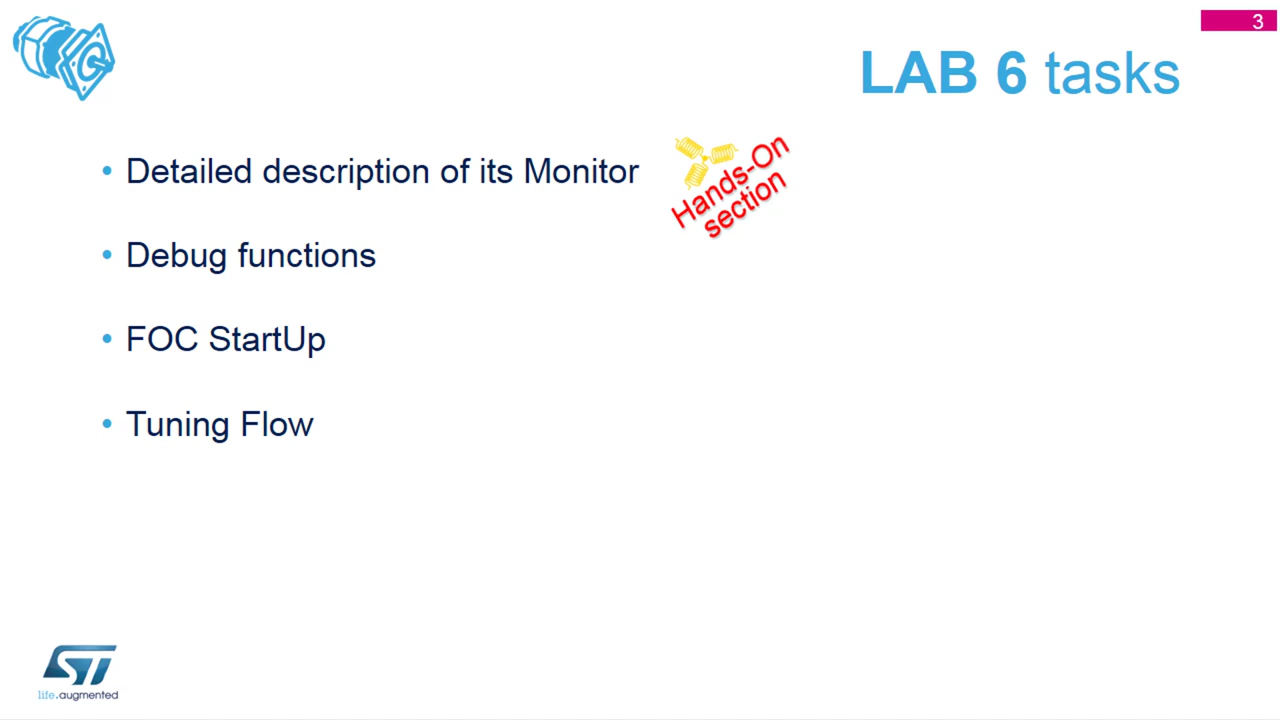 3
LAB 6 tasks
• Detailed description of its Monitor
Hands-On
section
• Debug functions
• FOC StartUp
• Tuning Flow
ST
life.augmented